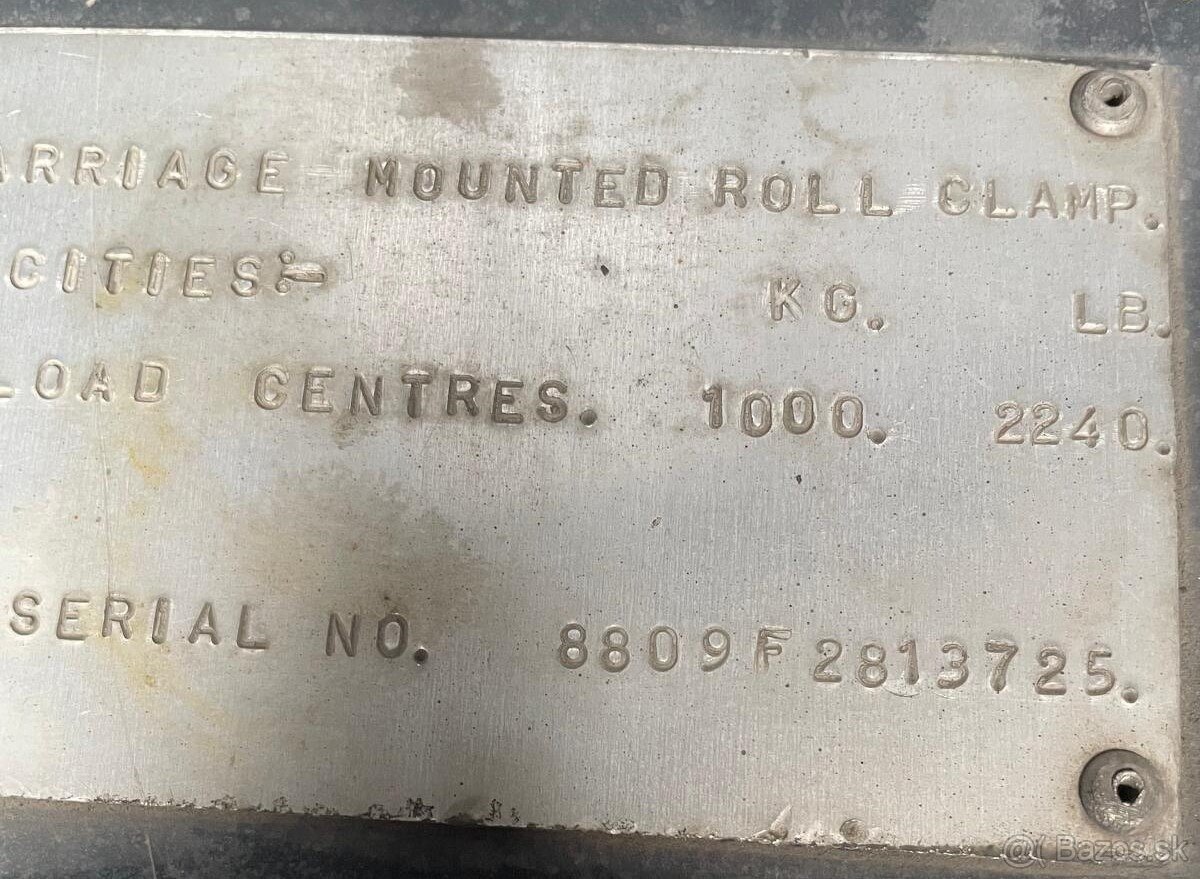 ARRIAGE - MOUNTED ROLL CLAMP.
CITIES:- KG. LB.
LOAD CENTRES. 1000. 2240.
SERIAL NO. 8809F2813725.
@( Bazos.sk